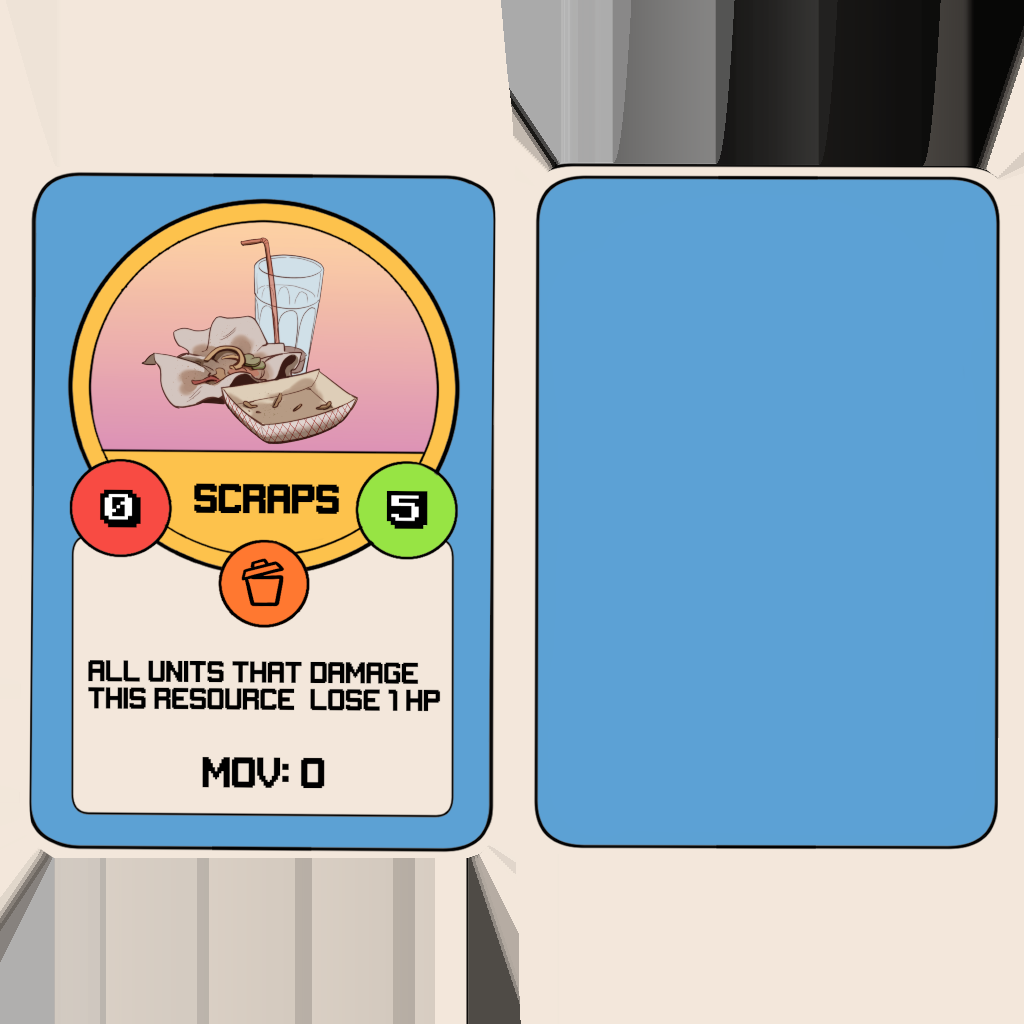 SCRAPS
0
5
ALL UNITS THAT DAMAGE
THIS RESOURCE LOSE 1 HP
MOV: 0